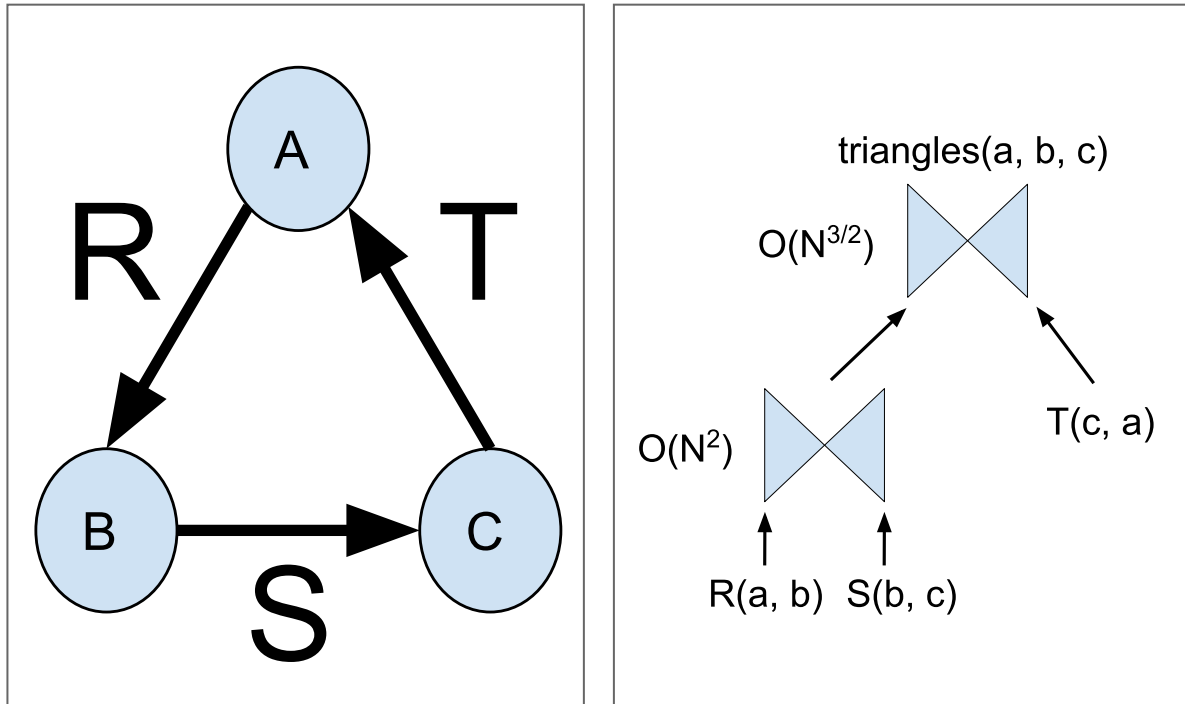 A
R
T
B
C
S
triangles(a, b, c)
O(N^{3/2})
T(c, a)
O(N^2)
R(a, b) S(b, c)